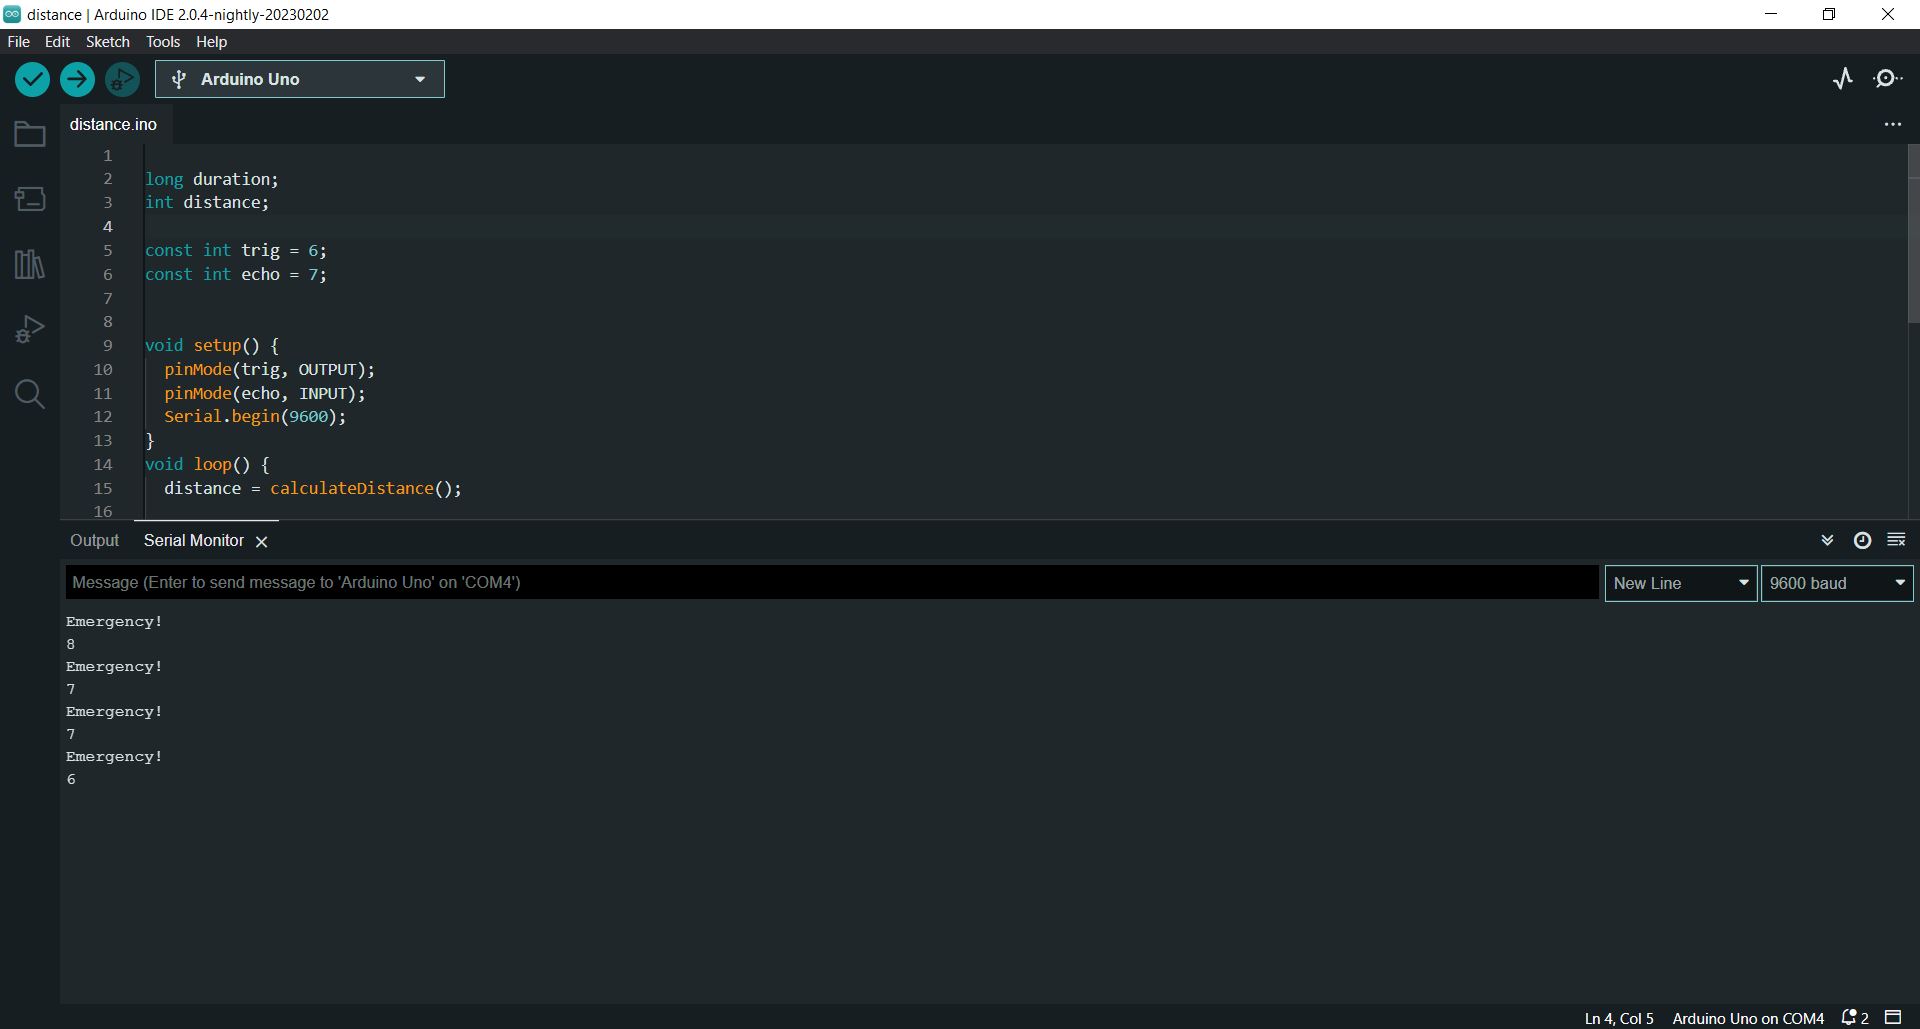 distance | Arduino IDE 2.0.4-nightly-20230202
File Edit Sketch Tools Help
Arduino Uno
distance.ino
1
2 long duration;
3 int distance;
4
5 const int trig = 6;
6 const int echo = 7;
7
8
9 void setup() {
10 pinMode(trig, OUTPUT);
11 pinMode(echo, INPUT);
12 Serial.begin(9600);
13 }
14 void loop() {
15 distance = calculateDistance();
16
Output Serial Monitor
Message (Enter to send message to 'Arduino Uno' on 'COM4')
New Line 9600 baud
Emergency!
8
Emergency!
7
Emergency!
7
Emergency!
6
Ln 4, Col 5 Arduino Uno on COM4 2